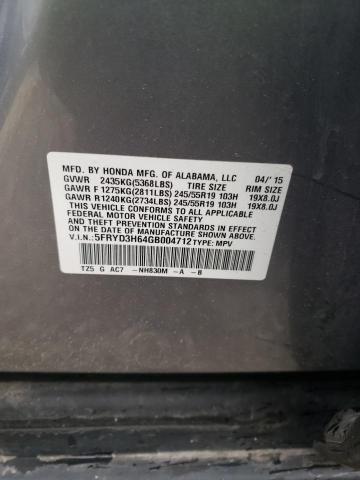 MFD. BY HONDA MFG. OF ALABAMA, LLC 04/'15
GVWR 2435KG(5368LBS) TIRE SIZE RIM SIZE
GAWR F 1275KG(2811LBS) 245/55R19 103H 19X8.0J
GAWR R 1240KG(2734LBS) 245/55R19 103H 19X8.0J
THIS VEHICLE CONFORMS TO ALL APPLICABLE
FEDERAL MOTOR VEHICLE SAFETY STANDARDS IN
EFFECT ON THE DATE OF MANUFACTURE SHOWN ABOVE.
V.I.N.:5FRYD3H64GB004712 TYPE: MPV
TZ5 G AC7 -NH830M -A -B